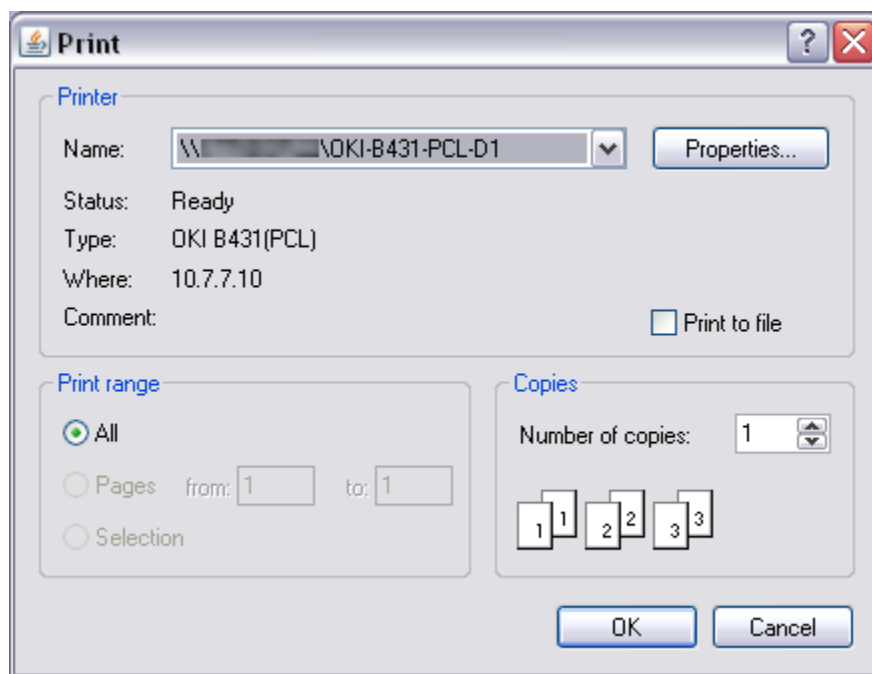 Print
Printer
Name: \\ \OKI-B431-PCL-D1 Properties...
Status: Ready
Type: OKI B431(PCL)
Where: 10.7.7.10
Comment:
Print to file
Print range
All
Pages from: 1 to: 1
Selection
Copies
Number of copies: 1
1 1 2 2 3 3
OK Cancel